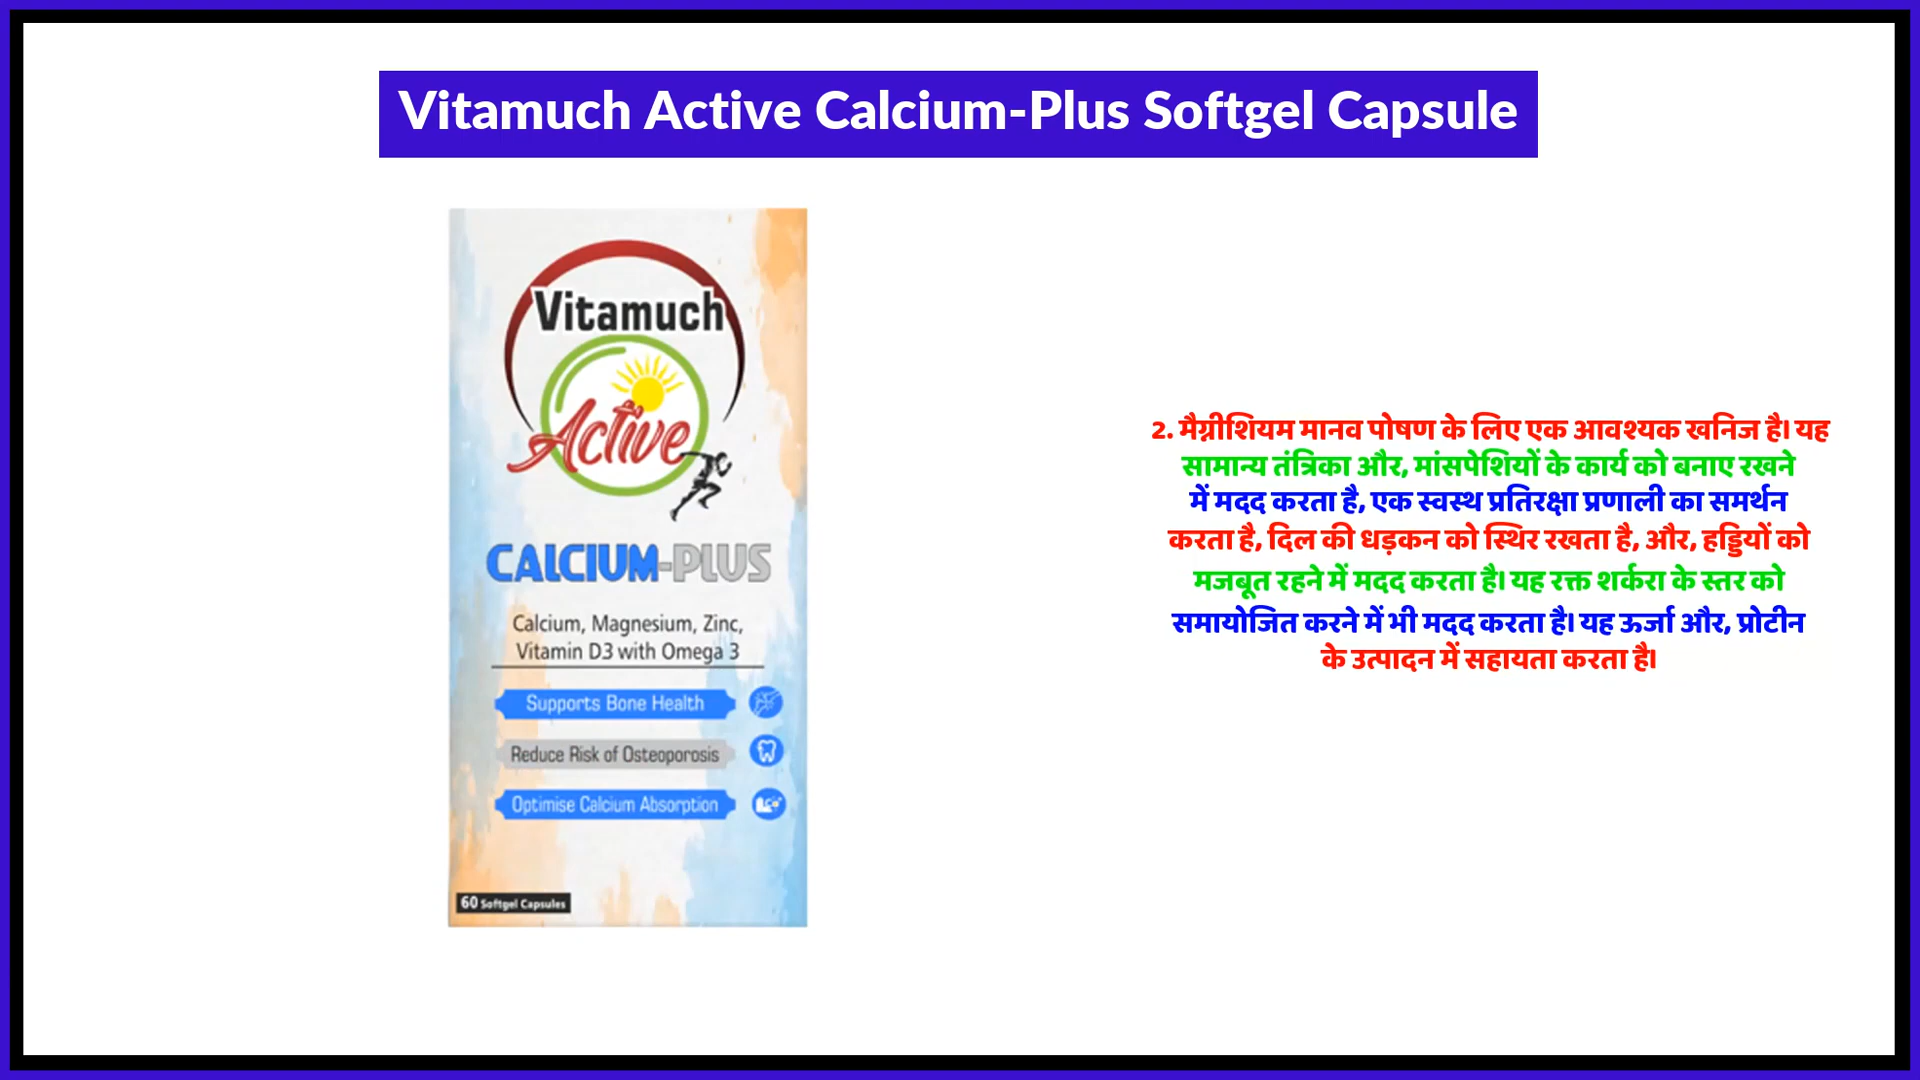 Vitamuch Active Calcium-Plus Softgel Capsule
Vitamuch
Active
CALCIUM-PLUS
Calcium, Magnesium, Zinc,
Vitamin D3 with Omega 3
Supports Bone Health
Reduce Risk of Osteoporosis
Optimise Calcium Absorption
60 Softgel Capsules
2. मैग्नीशियम मानव पोषण के लिए एक आवश्यक खनिज है। यह
सामान्य तंत्रिका और, मांसपेशियों के कार्य को बनाए रखने
में मदद करता है, एक स्वस्थ प्रतिरक्षा प्रणाली का समर्थन
करता है, दिल की धड़कन को स्थिर रखता है, और, हड्डियों को
मजबूत रहने में मदद करता है। यह रक्त शर्करा के स्तर को
समायोजित करने में भी मदद करता है। यह ऊर्जा और, प्रोटीन
के उत्पादन में सहायता करता है।